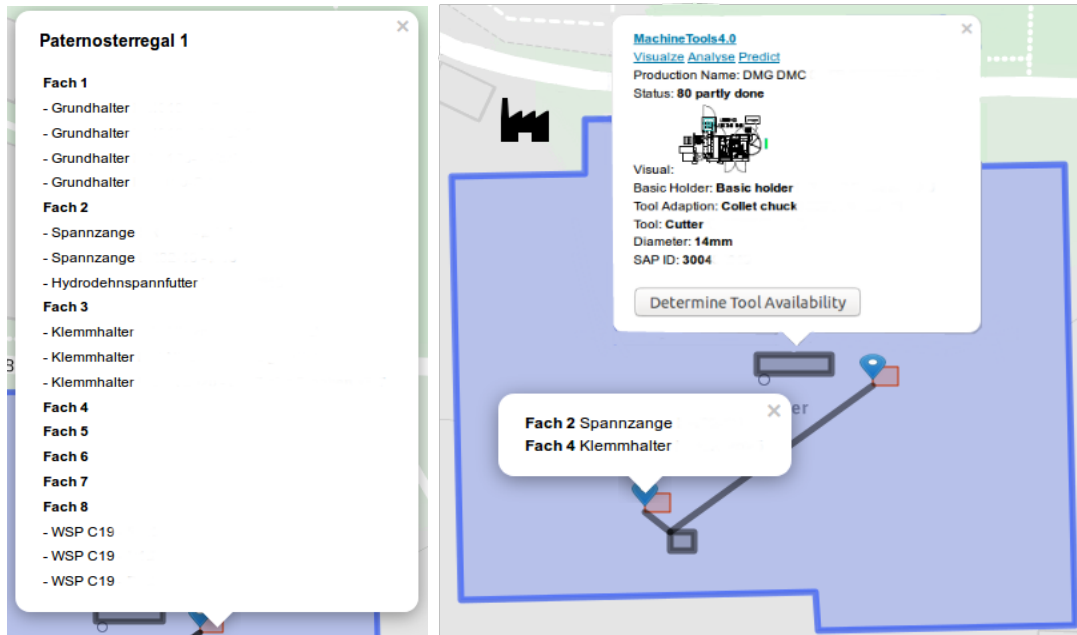 Paternosterregal 1
Fach 1
- Grundhalter
- Grundhalter
- Grundhalter
- Grundhalter
Fach 2
- Spannzange
- Spannzange
- Hydrodehnspannfutter
Fach 3
- Klemmhalter
- Klemmhalter
- Klemmhalter
Fach 4
Fach 5
Fach 6
Fach 7
Fach 8
- WSP C19
- WSP C19
- WSP C19
MachineTools4.0
Visualze Analyse Predict
Production Name: DMG DMC
Status: 80 partly done
Visual:
Basic Holder: Basic holder
Tool Adaption: Collet chuck
Tool: Cutter
Diameter: 14mm
SAP ID: 3004
Determine Tool Availability
er
Fach 2 Spannzange
Fach 4 Klemmhalter